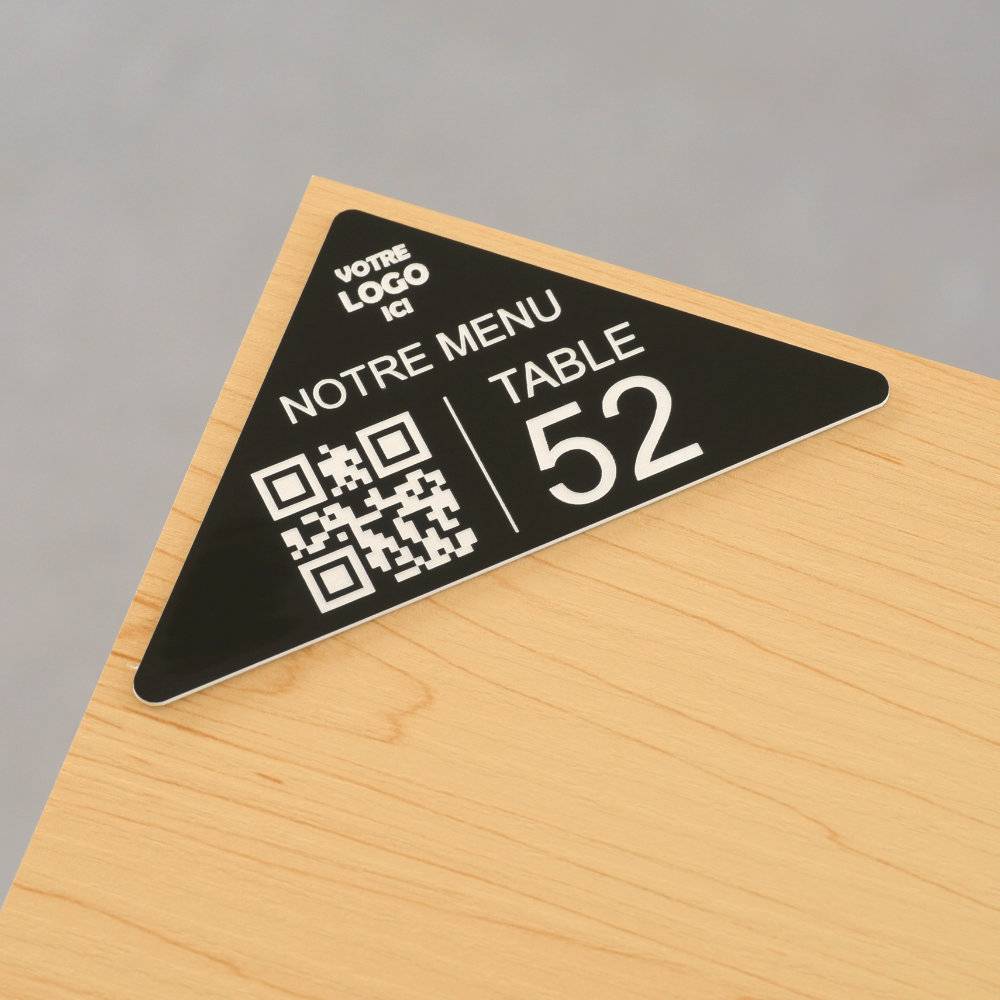 VOTRE
LOGO
ICI
NOTRE MENU
TABLE
52